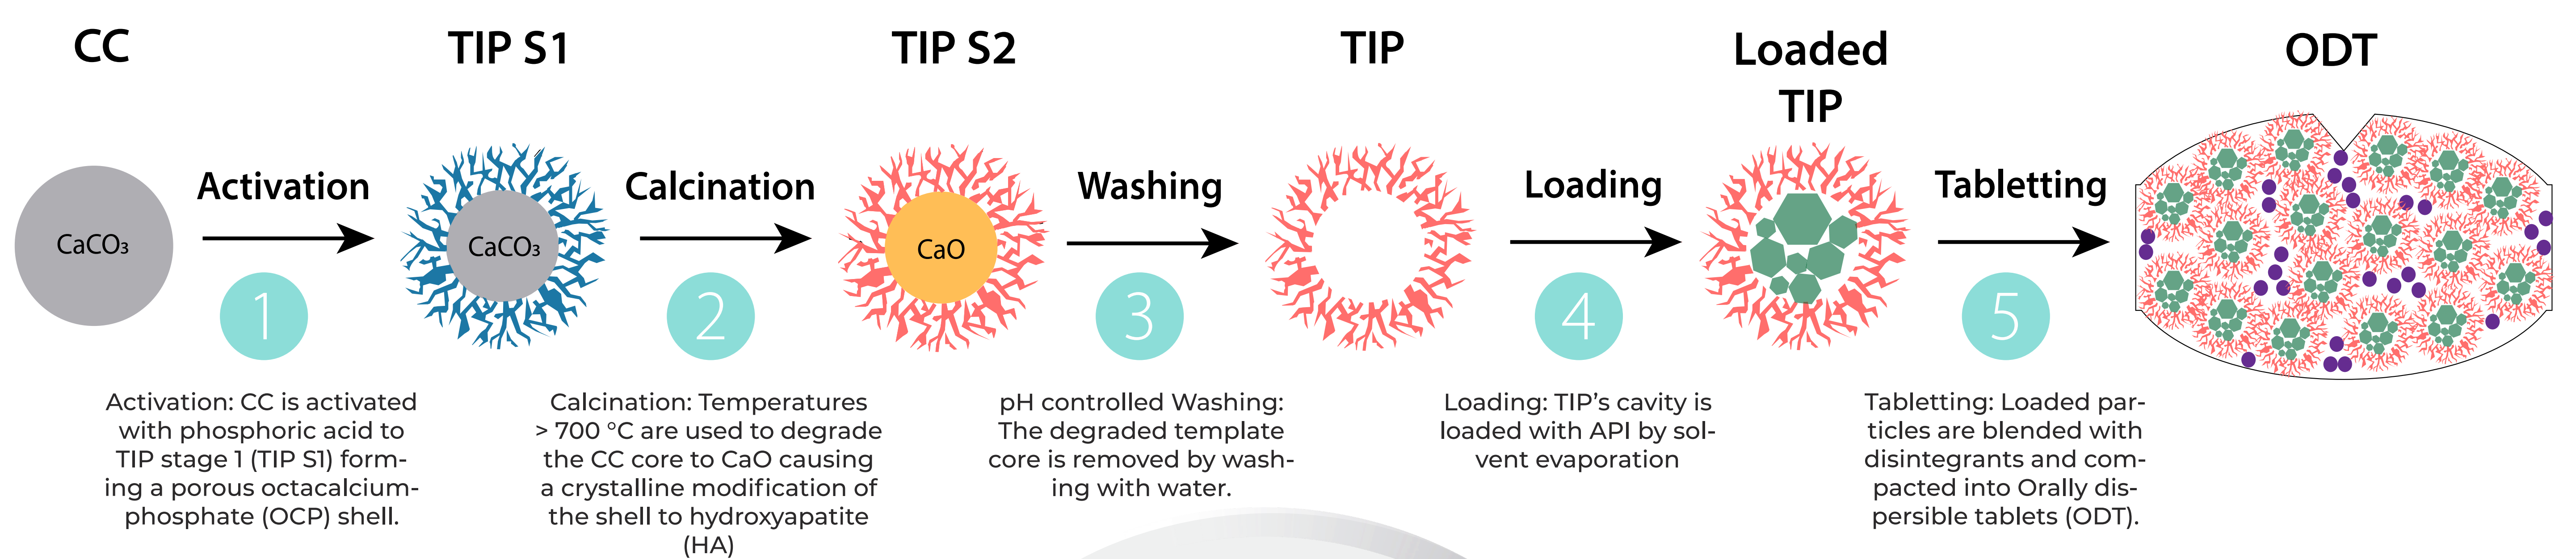 CC
TIP S1
TIP S2
TIP
Loaded
TIP
ODT
CaCO₃
Activation
1
CaCO₃
Calcination
2
CaO
Washing
3
Loading
4
Tabletting
5
Activation: CC is activated
with phosphoric acid to
TIP stage 1 (TIP S1) form-
ing a porous octacalcium-
phosphate (OCP) shell.
Calcination: Temperatures
> 700 °C are used to degrade
the CC core to CaO causing
a crystalline modification of
the shell to hydroxyapatite
(HA)
pH controlled Washing:
The degraded template
core is removed by wash-
ing with water.
Loading: TIP's cavity is
loaded with API by sol-
vent evaporation
Tabletting: Loaded par-
ticles are blended with
disintegrants and com-
pacted into Orally dis-
persible tablets (ODT).